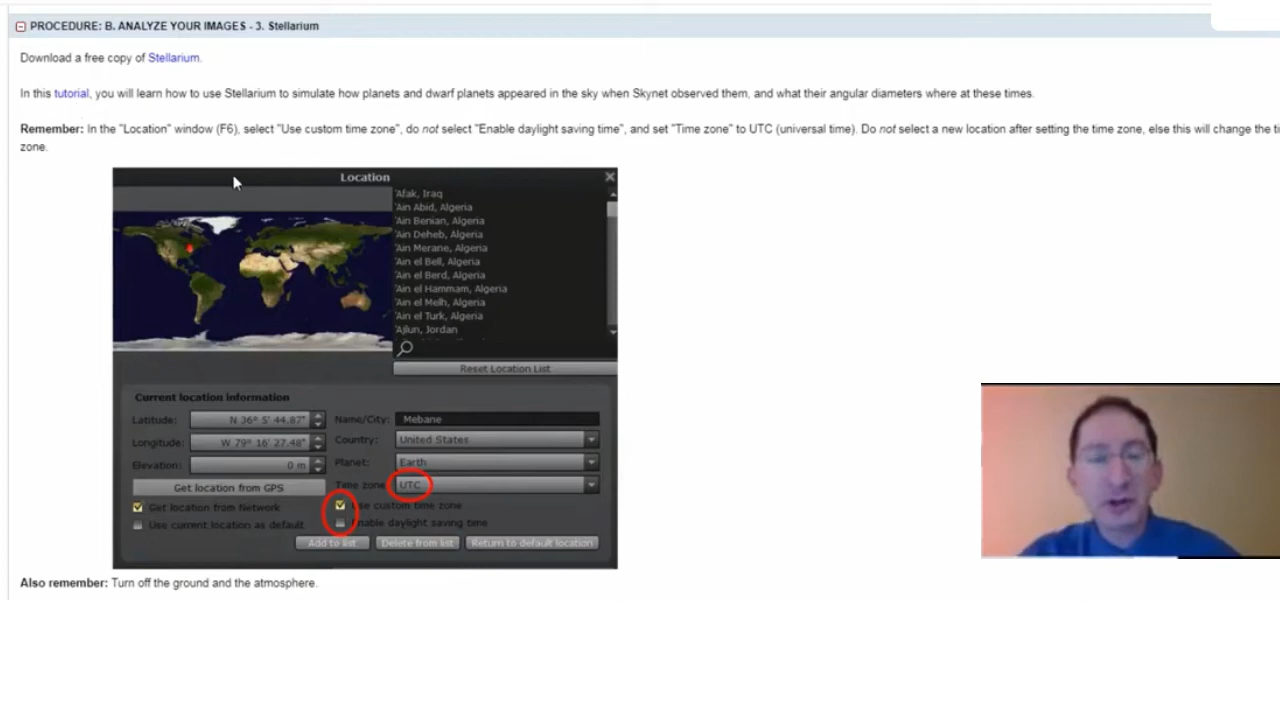 PROCEDURE: B. ANALYZE YOUR IMAGES - 3. Stellarium
Download a free copy of Stellarium.
In this tutorial, you will learn how to use Stellarium to simulate how planets and dwarf planets appeared in the sky when Skynet observed them, and what their angular diameters where at these times.
Remember: In the "Location" window (F6), select "Use custom time zone", do not select "Enable daylight saving time", and set "Time zone" to UTC (universal time). Do not select a new location after setting the time zone, else this will change the
zone.
Location
'Afak, Iraq
'Ain Abid, Algeria
'Ain Benian, Algeria
'Ain Deheb, Algeria
'Ain Merane, Algeria
'Ain el Bell, Algeria
'Ain el Berd, Algeria
'Ain el Hammam, Algeria
'Ain el Melh, Algeria
'Ain el Turk, Algeria
'Ajlun, Jordan
Reset Location List
Current location information
Latitude: N 36° 5' 44.87" Name/City: Mebane
Longitude: W 79° 16' 27.48" Country: United States
Elevation: 0 m Planet: Earth
Get location from GPS Time zone: UTC
Get location from Network Use custom time zone
Use current location as default Enable daylight saving time
Add to list Delete from list Return to default location
Also remember: Turn off the ground and the atmosphere.